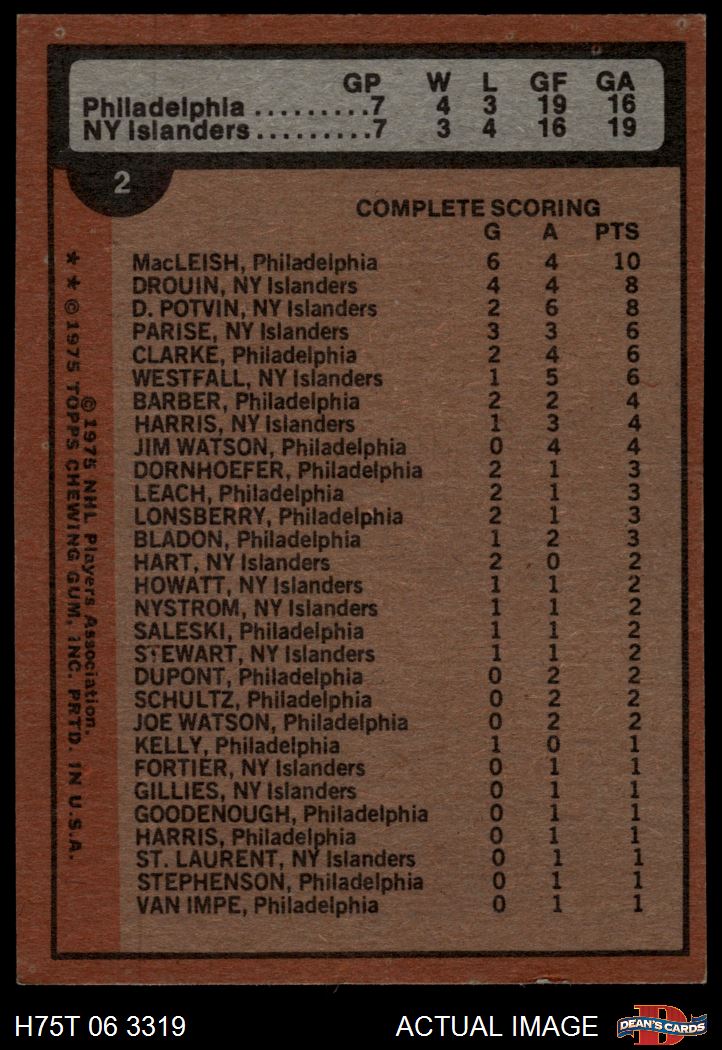 GP W L GF GA
Philadelphia ..........7 4 3 19 16
NY Islanders..........7 3 4 16 19
2
COMPLETE SCORING
G A PTS
MacLEISH, Philadelphia 6 4 10
DROUIN, NY Islanders 4 4 8
D. POTVIN, NY Islanders 2 6 8
PARISE, NY Islanders 3 3 6
CLARKE, Philadelphia 2 4 6
WESTFALL, NY Islanders 1 5 6
BARBER, Philadelphia 2 2 4
HARRIS, NY Islanders 1 3 4
JIM WATSON, Philadelphia 0 4 4
DORNHOEFER, Philadelphia 2 1 3
LEACH, Philadelphia 2 1 3
LONSBERRY, Philadelphia 2 1 3
BLADON, Philadelphia 1 2 3
HART, NY Islanders 2 0 2
HOWATT, NY Islanders 1 1 2
NYSTROM, NY Islanders 1 1 2
SALESKI, Philadelphia 1 1 2
STEWART, NY Islanders 1 1 2
DUPONT, Philadelphia 0 2 2
SCHULTZ, Philadelphia 0 2 2
JOE WATSON, Philadelphia 0 2 2
KELLY, Philadelphia 1 0 1
FORTIER, NY Islanders 0 1 1
GILLIES, NY Islanders 0 1 1
GOODENOUGH, Philadelphia 0 1 1
HARRIS, Philadelphia 0 1 1
ST. LAURENT, NY Islanders 0 1 1
STEPHENSON, Philadelphia 0 1 1
VAN IMPE, Philadelphia 0 1 1
© 1975 NHL Players Association.
★ ★ © 1975 TOPPS CHEWING GUM, INC. PRTD. IN U.S.A.
H75T 06 3319 ACTUAL IMAGE
D
DEAN'S CARDS